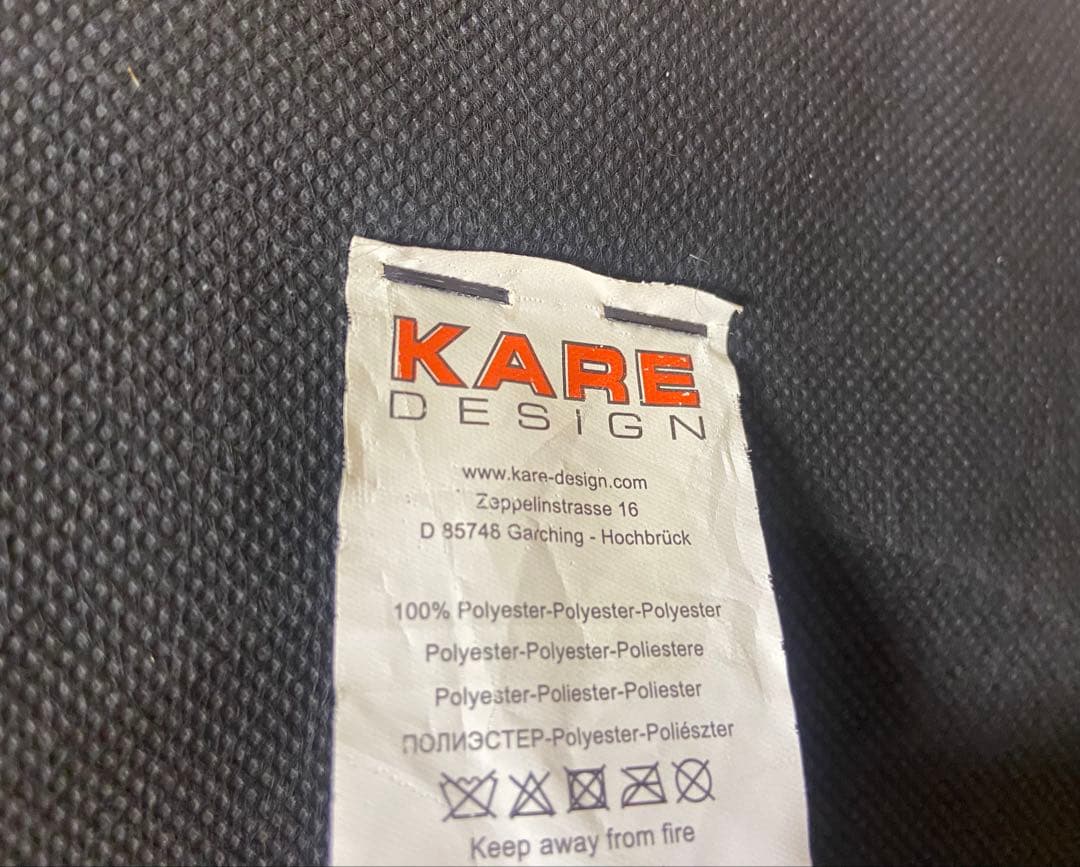 KARE
DESIGN
www.kare-design.com
Zeppelinstrasse 16
D 85748 Garching - Hochbrück
100% Polyester-Polyester-Polyester
Polyester-Polyester-Poliestere
Polyester-Poliester-Poliester
ПОЛИЭСТЕР-Polyester-Poliészter
Keep away from fire